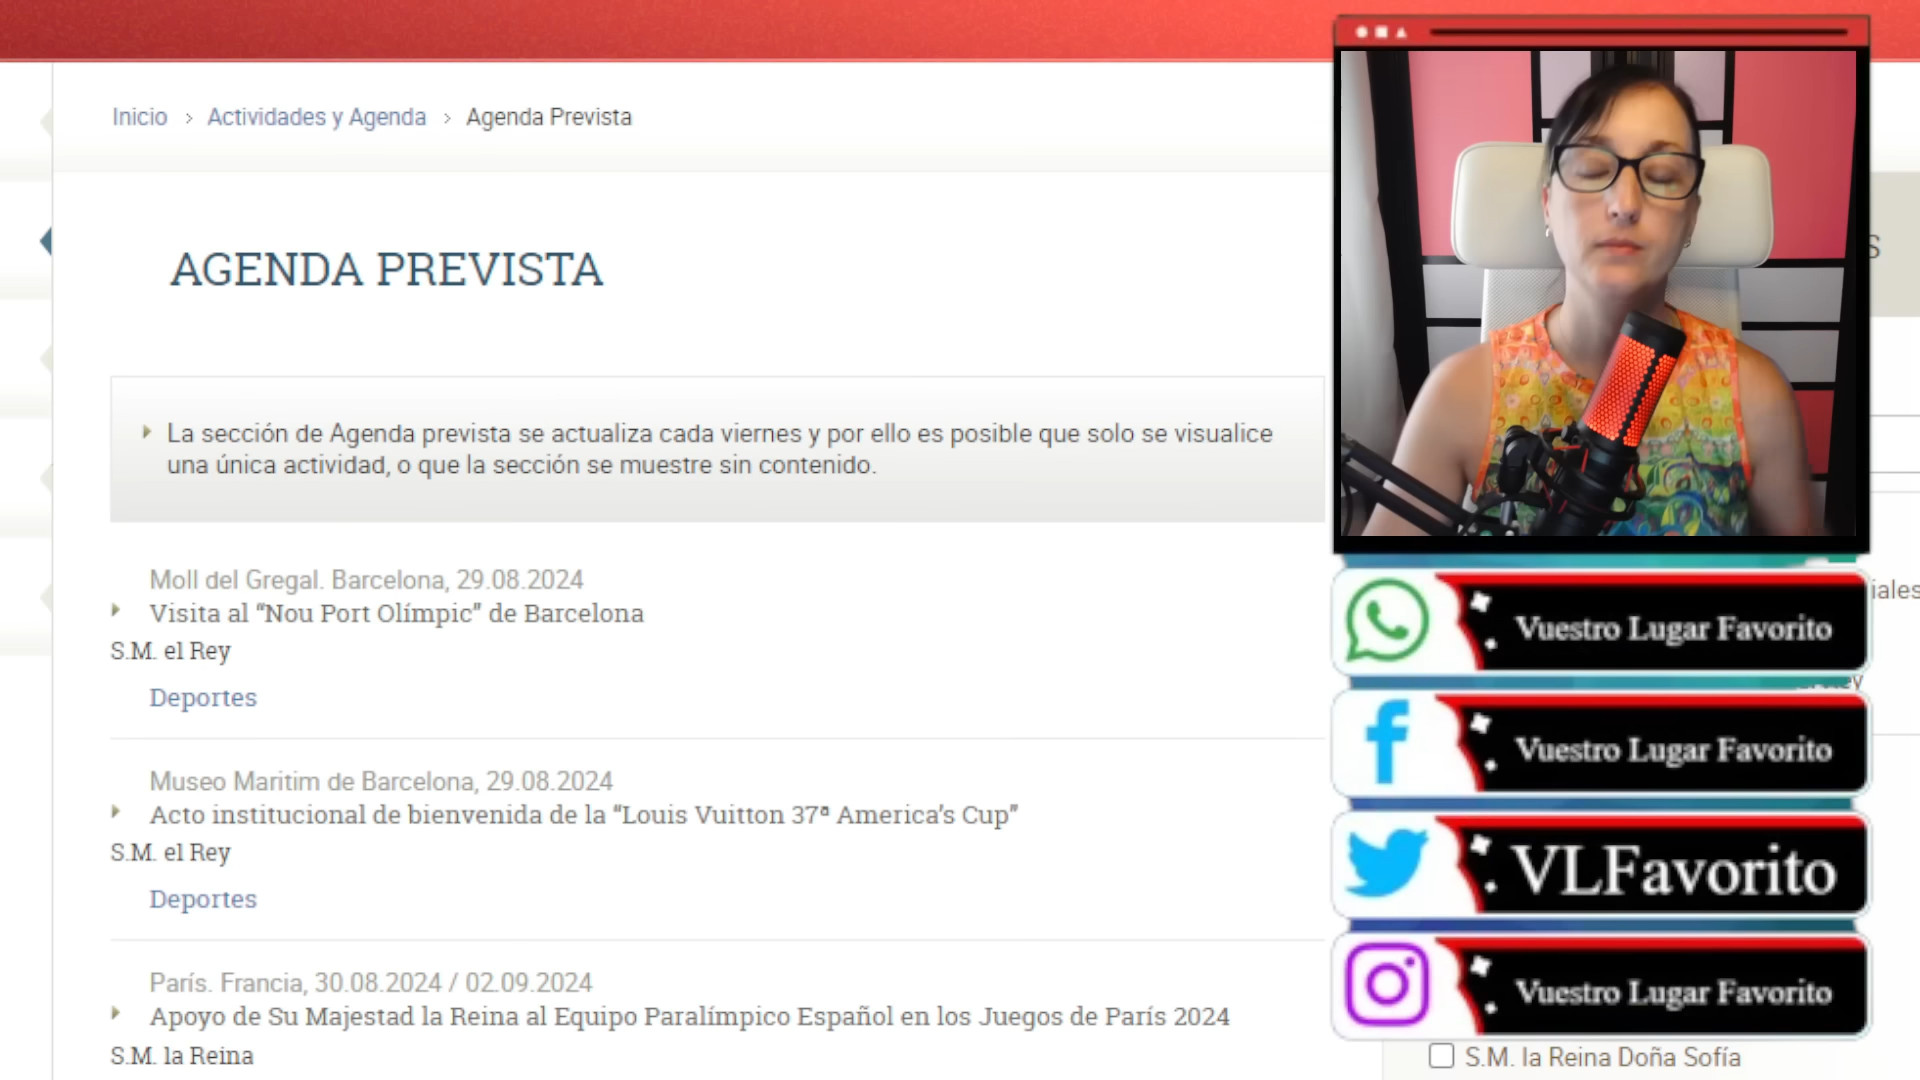 Inicio > Actividades y Agenda > Agenda Prevista
AGENDA PREVISTA
La sección de Agenda prevista se actualiza cada viernes y por ello es posible que solo se visualice
una única actividad, o que la sección se muestre sin contenido.
Moll del Gregal. Barcelona, 29.08.2024
Visita al “Nou Port Olímpic” de Barcelona
S.M. el Rey
Deportes
Museo Maritim de Barcelona, 29.08.2024
Acto institucional de bienvenida de la “Louis Vuitton 37ª America’s Cup”
S.M. el Rey
Deportes
París. Francia, 30.08.2024 / 02.09.2024
Apoyo de Su Majestad la Reina al Equipo Paralímpico Español en los Juegos de París 2024
S.M. la Reina
Vuestro Lugar Favorito
Vuestro Lugar Favorito
VLFavorito
Vuestro Lugar Favorito
S.M. la Reina Doña Sofía